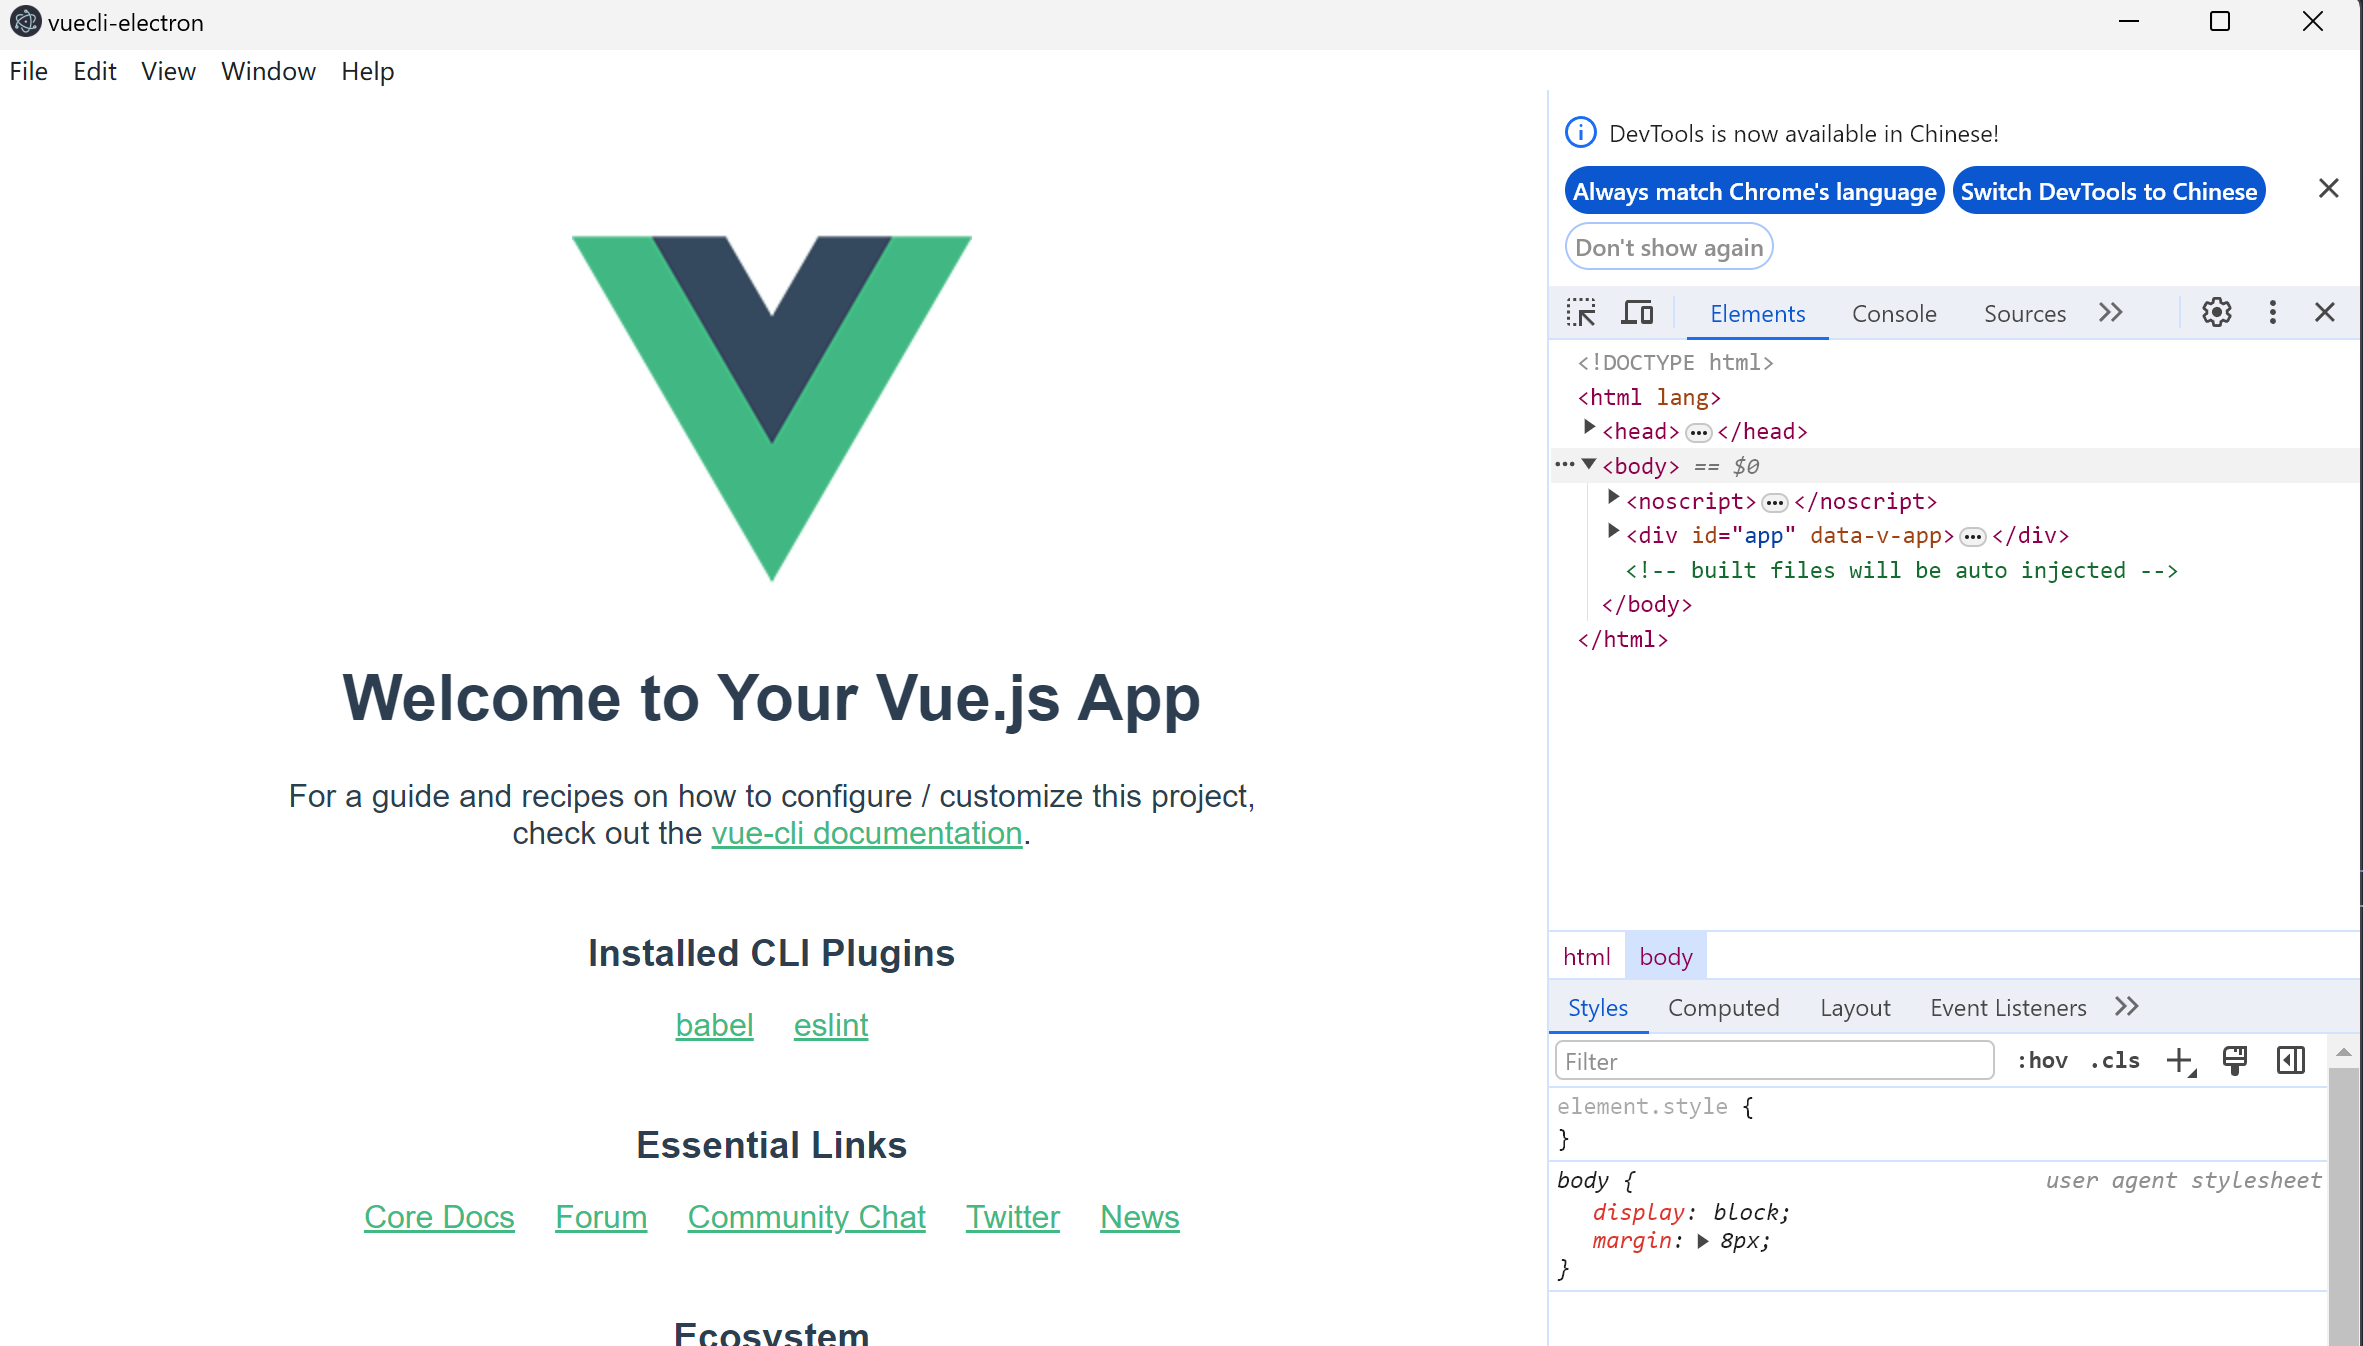 vuecli-electron
File Edit View Window Help
Welcome to Your Vue.js App
For a guide and recipes on how to configure / customize this project,
check out the vue-cli documentation.
Installed CLI Plugins
babel eslint
Essential Links
Core Docs Forum Community Chat Twitter News
Ecosystem
DevTools is now available in Chinese!
Always match Chrome's language Switch DevTools to Chinese
Don't show again
Elements Console Sources
<!DOCTYPE html>
<html lang>
<head> ••• </head>
••• <body> == $0
<noscript> ••• </noscript>
<div id="app" data-v-app> ••• </div>
<!-- built files will be auto injected -->
</body>
</html>
html body
Styles Computed Layout Event Listeners
Filter :hov .cls
element.style {
}
body { user agent stylesheet
display: block;
margin: 8px;
}